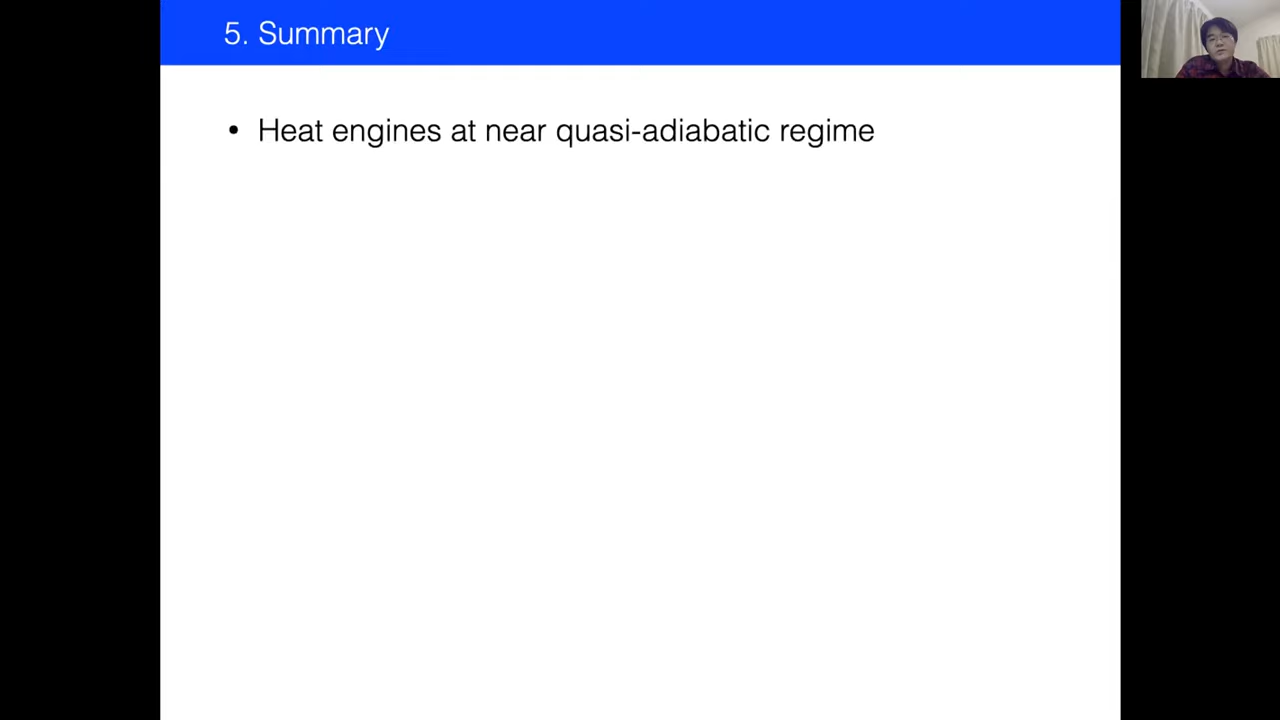 5. Summary
• Heat engines at near quasi-adiabatic regime